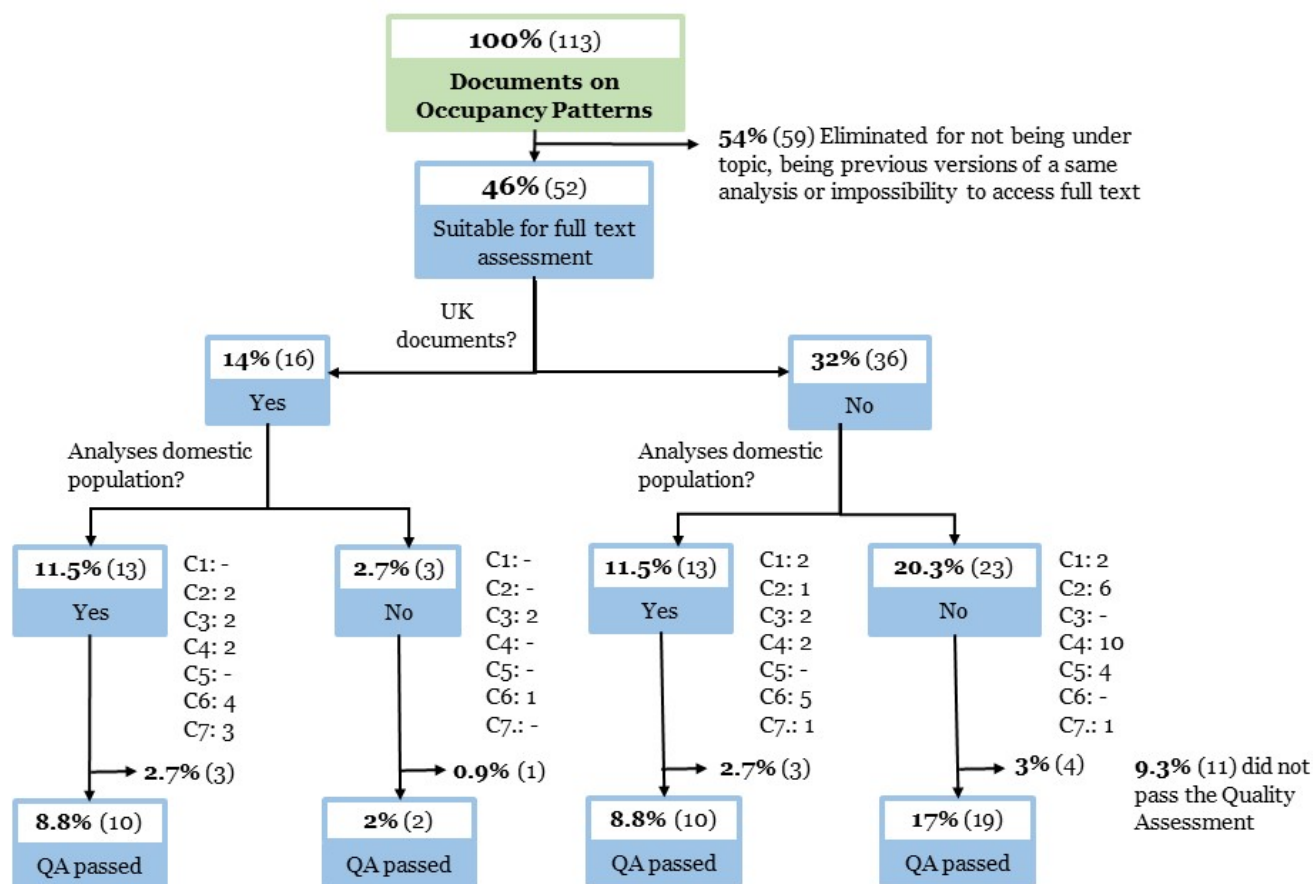 100% (113)
Documents on
Occupancy Patterns
54% (59) Eliminated for not being under
topic, being previous versions of a same
analysis or impossibility to access full text
46% (52)
Suitable for full text
assessment
UK
documents?
14% (16)
Yes
32% (36)
No
Analyses domestic
population?
Analyses domestic
population?
11.5% (13)
Yes
C1: -
C2: 2
C3: 2
C4: 2
C5: -
C6: 4
C7: 3
2.7% (3)
No
C1: -
C2: -
C3: 2
C4: -
C5: -
C6: 1
C7.: -
11.5% (13)
Yes
C1: 2
C2: 1
C3: 2
C4: 2
C5: -
C6: 5
C7.: 1
20.3% (23)
No
C1: 2
C2: 6
C3: -
C4: 10
C5: 4
C6: -
C7.: 1
2.7% (3)
0.9% (1)
2.7% (3)
3% (4)
9.3% (11) did not
pass the Quality
Assessment
8.8% (10)
QA passed
2% (2)
QA passed
8.8% (10)
QA passed
17% (19)
QA passed